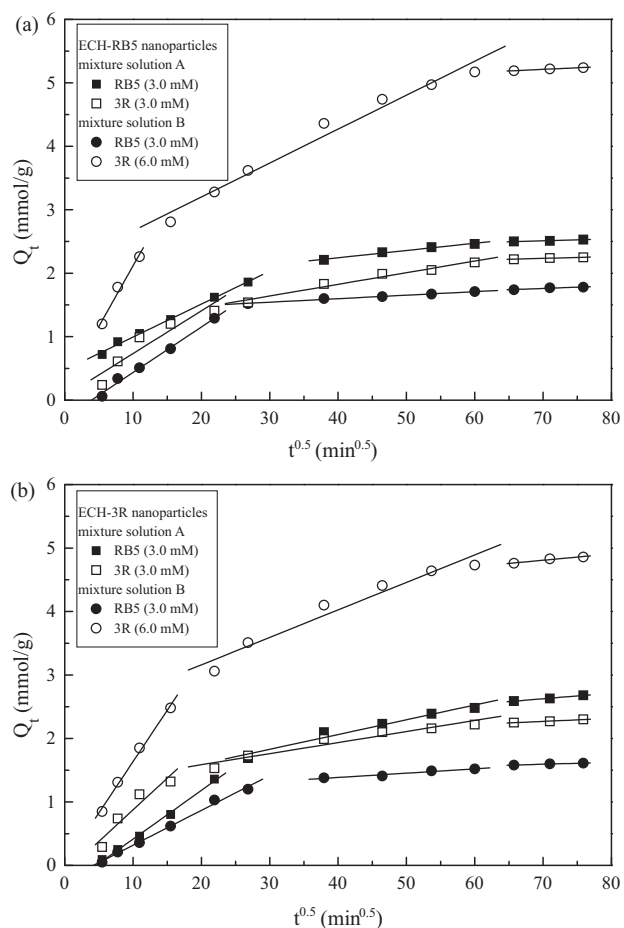 (a)
6
5
4
3
2
1
0
Q_t (mmol/g)
ECH-RB5 nanoparticles
mixture solution A
RB5 (3.0 mM)
3R (3.0 mM)
mixture solution B
RB5 (3.0 mM)
3R (6.0 mM)
0 10 20 30 40 50 60 70 80
t^0.5 (min^0.5)
(b)
6
5
4
3
2
1
0
Q_t (mmol/g)
ECH-3R nanoparticles
mixture solution A
RB5 (3.0 mM)
3R (3.0 mM)
mixture solution B
RB5 (3.0 mM)
3R (6.0 mM)
0 10 20 30 40 50 60 70 80
t^0.5 (min^0.5)